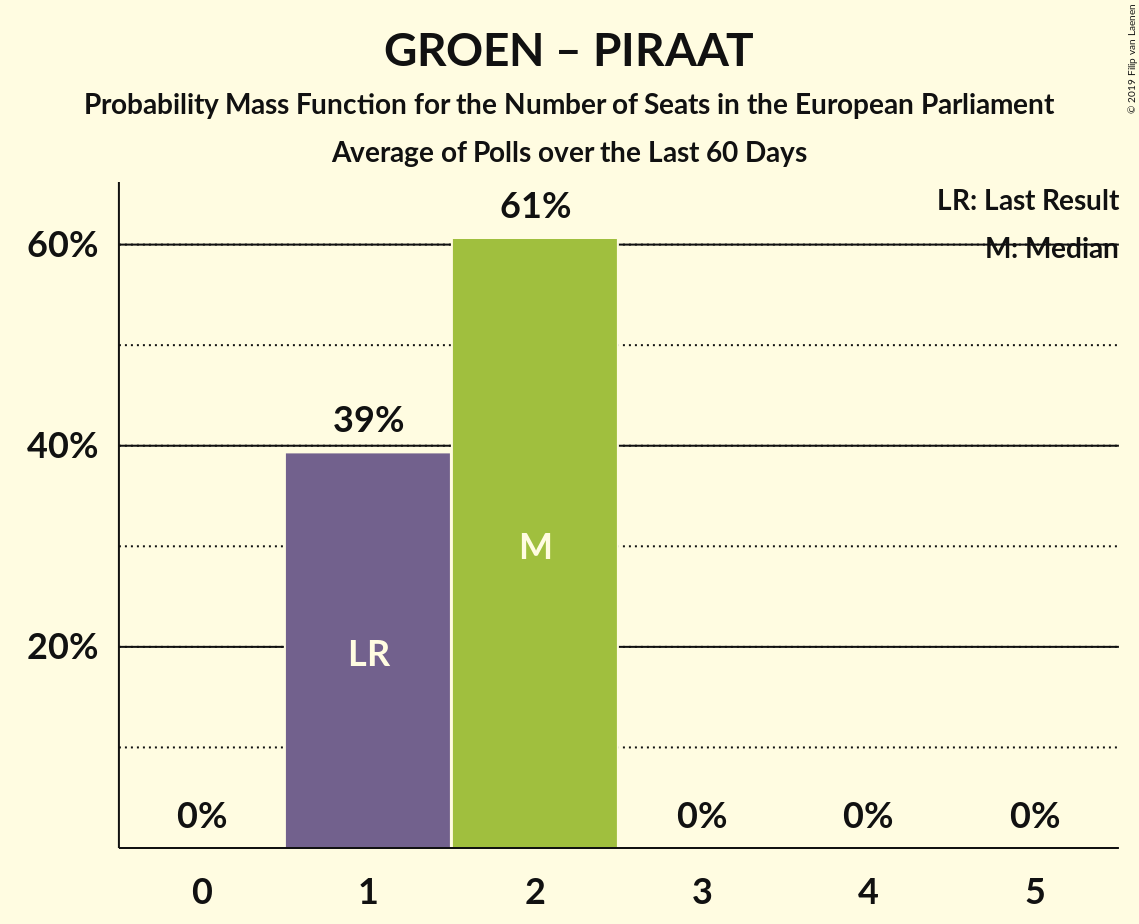 GROEN – PIRAAT
Probability Mass Function for the Number of Seats in the European Parliament
Average of Polls over the Last 60 Days
© 2019 Filip van Laenen
LR: Last Result
M: Median
61%
60%
39%
40%
M
LR
20%
0%
0%
0%
0%
0
1
2
3
4
5